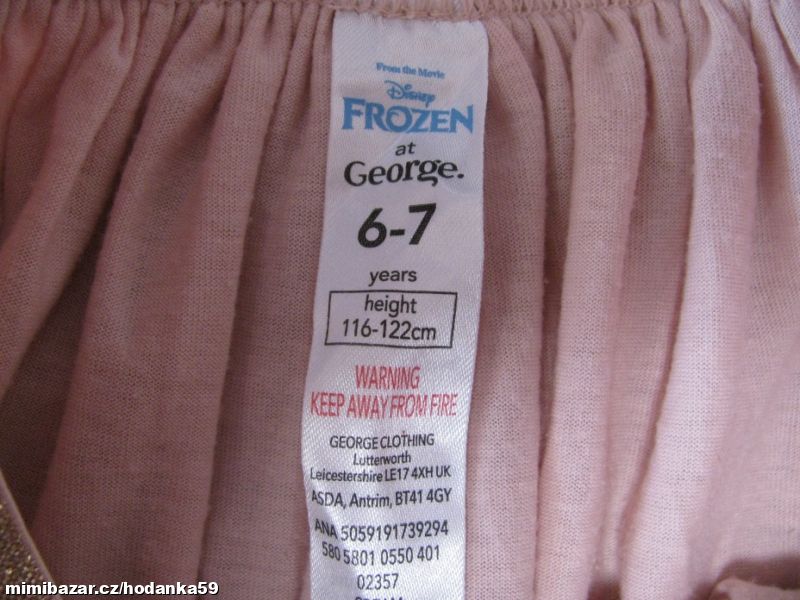 From the Movie
Disney
FROZEN
at
George.
6-7
years
height
116-122cm
WARNING
KEEP AWAY FROM FIRE
GEORGE CLOTHING
Lutterworth
Leicestershire LE17 4XH UK
ASDA, Antrim, BT41 4GY
ANA 5059191739294
580 5801 0550 401
02357
mimibazar.cz/hodanka59